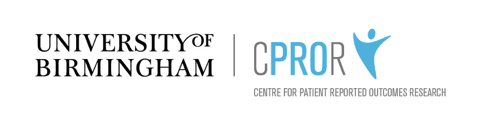 UNIVERSITY OF
BIRMINGHAM
CPROR
CENTRE FOR PATIENT REPORTED OUTCOMES RESEARCH